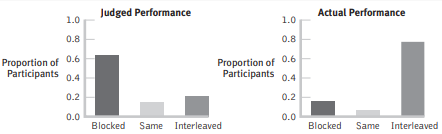 Judged Performance
Proportion of
Participants
1.0
0.8
0.6
0.4
0.2
0.0
Blocked Same Interleaved
Actual Performance
Proportion of
Participants
1.0
0.8
0.6
0.4
0.2
0.0
Blocked Same Interleaved